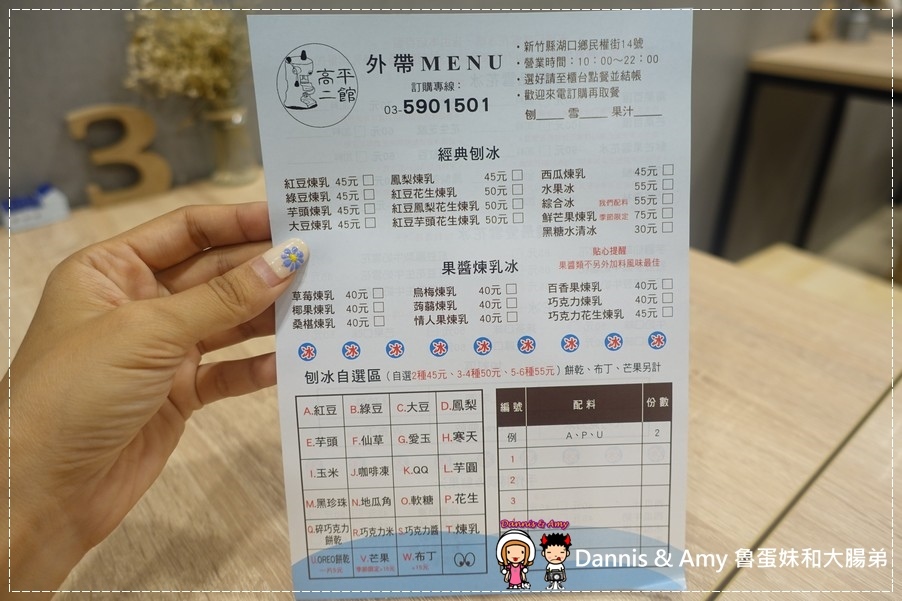 高平
二館
外帶 MENU
訂購專線：
03-5901501
・新竹縣湖口鄉民權街14號
・營業時間：10：00～22：00
・選好請至櫃台點餐並結帳
・歡迎來電訂購再取餐
刨____ 雪____ 果汁____
3
經典刨冰
紅豆煉乳 45元 □
綠豆煉乳 45元 □
芋頭煉乳 45元 □
大豆煉乳 45元 □
鳳梨煉乳 45元 □
紅豆花生煉乳 50元 □
紅豆鳳梨花生煉乳 50元 □
紅豆芋頭花生煉乳 50元 □
西瓜煉乳 45元 □
水果冰 55元 □
綜合冰 我們配料 55元 □
鮮芒果煉乳 季節限定 75元 □
黑糖水清冰 30元 □
貼心提醒
果醬類不另外加料風味最佳
果醬煉乳冰
草莓煉乳 40元 □
椰果煉乳 40元 □
桑椹煉乳 40元 □
烏梅煉乳 40元 □
蒟蒻煉乳 40元 □
情人果煉乳 40元 □
百香果煉乳 40元 □
巧克力煉乳 40元 □
巧克力花生煉乳 45元 □
冰 冰 冰 冰 冰 冰 冰 冰 冰
刨冰自選區（自選2種45元、3-4種50元、5-6種55元）餅乾、布丁、芒果另計
A.紅豆 B.綠豆 C.大豆 D.鳳梨
E.芋頭 F.仙草 G.愛玉 H.寒天
I.玉米 J.咖啡凍 K.QQ L.芋圓
M.黑珍珠 N.地瓜角 O.軟糖 P.花生
Q.碎巧克力餅乾 R.巧克力米 S.巧克力醬 T.煉乳
U.OREO餅乾 V.芒果 W.布丁
編號 配料 份數
例 A、P、U 2
1
2
3
Dannis & Amy
Dannis & Amy 魯蛋妹和大腸弟